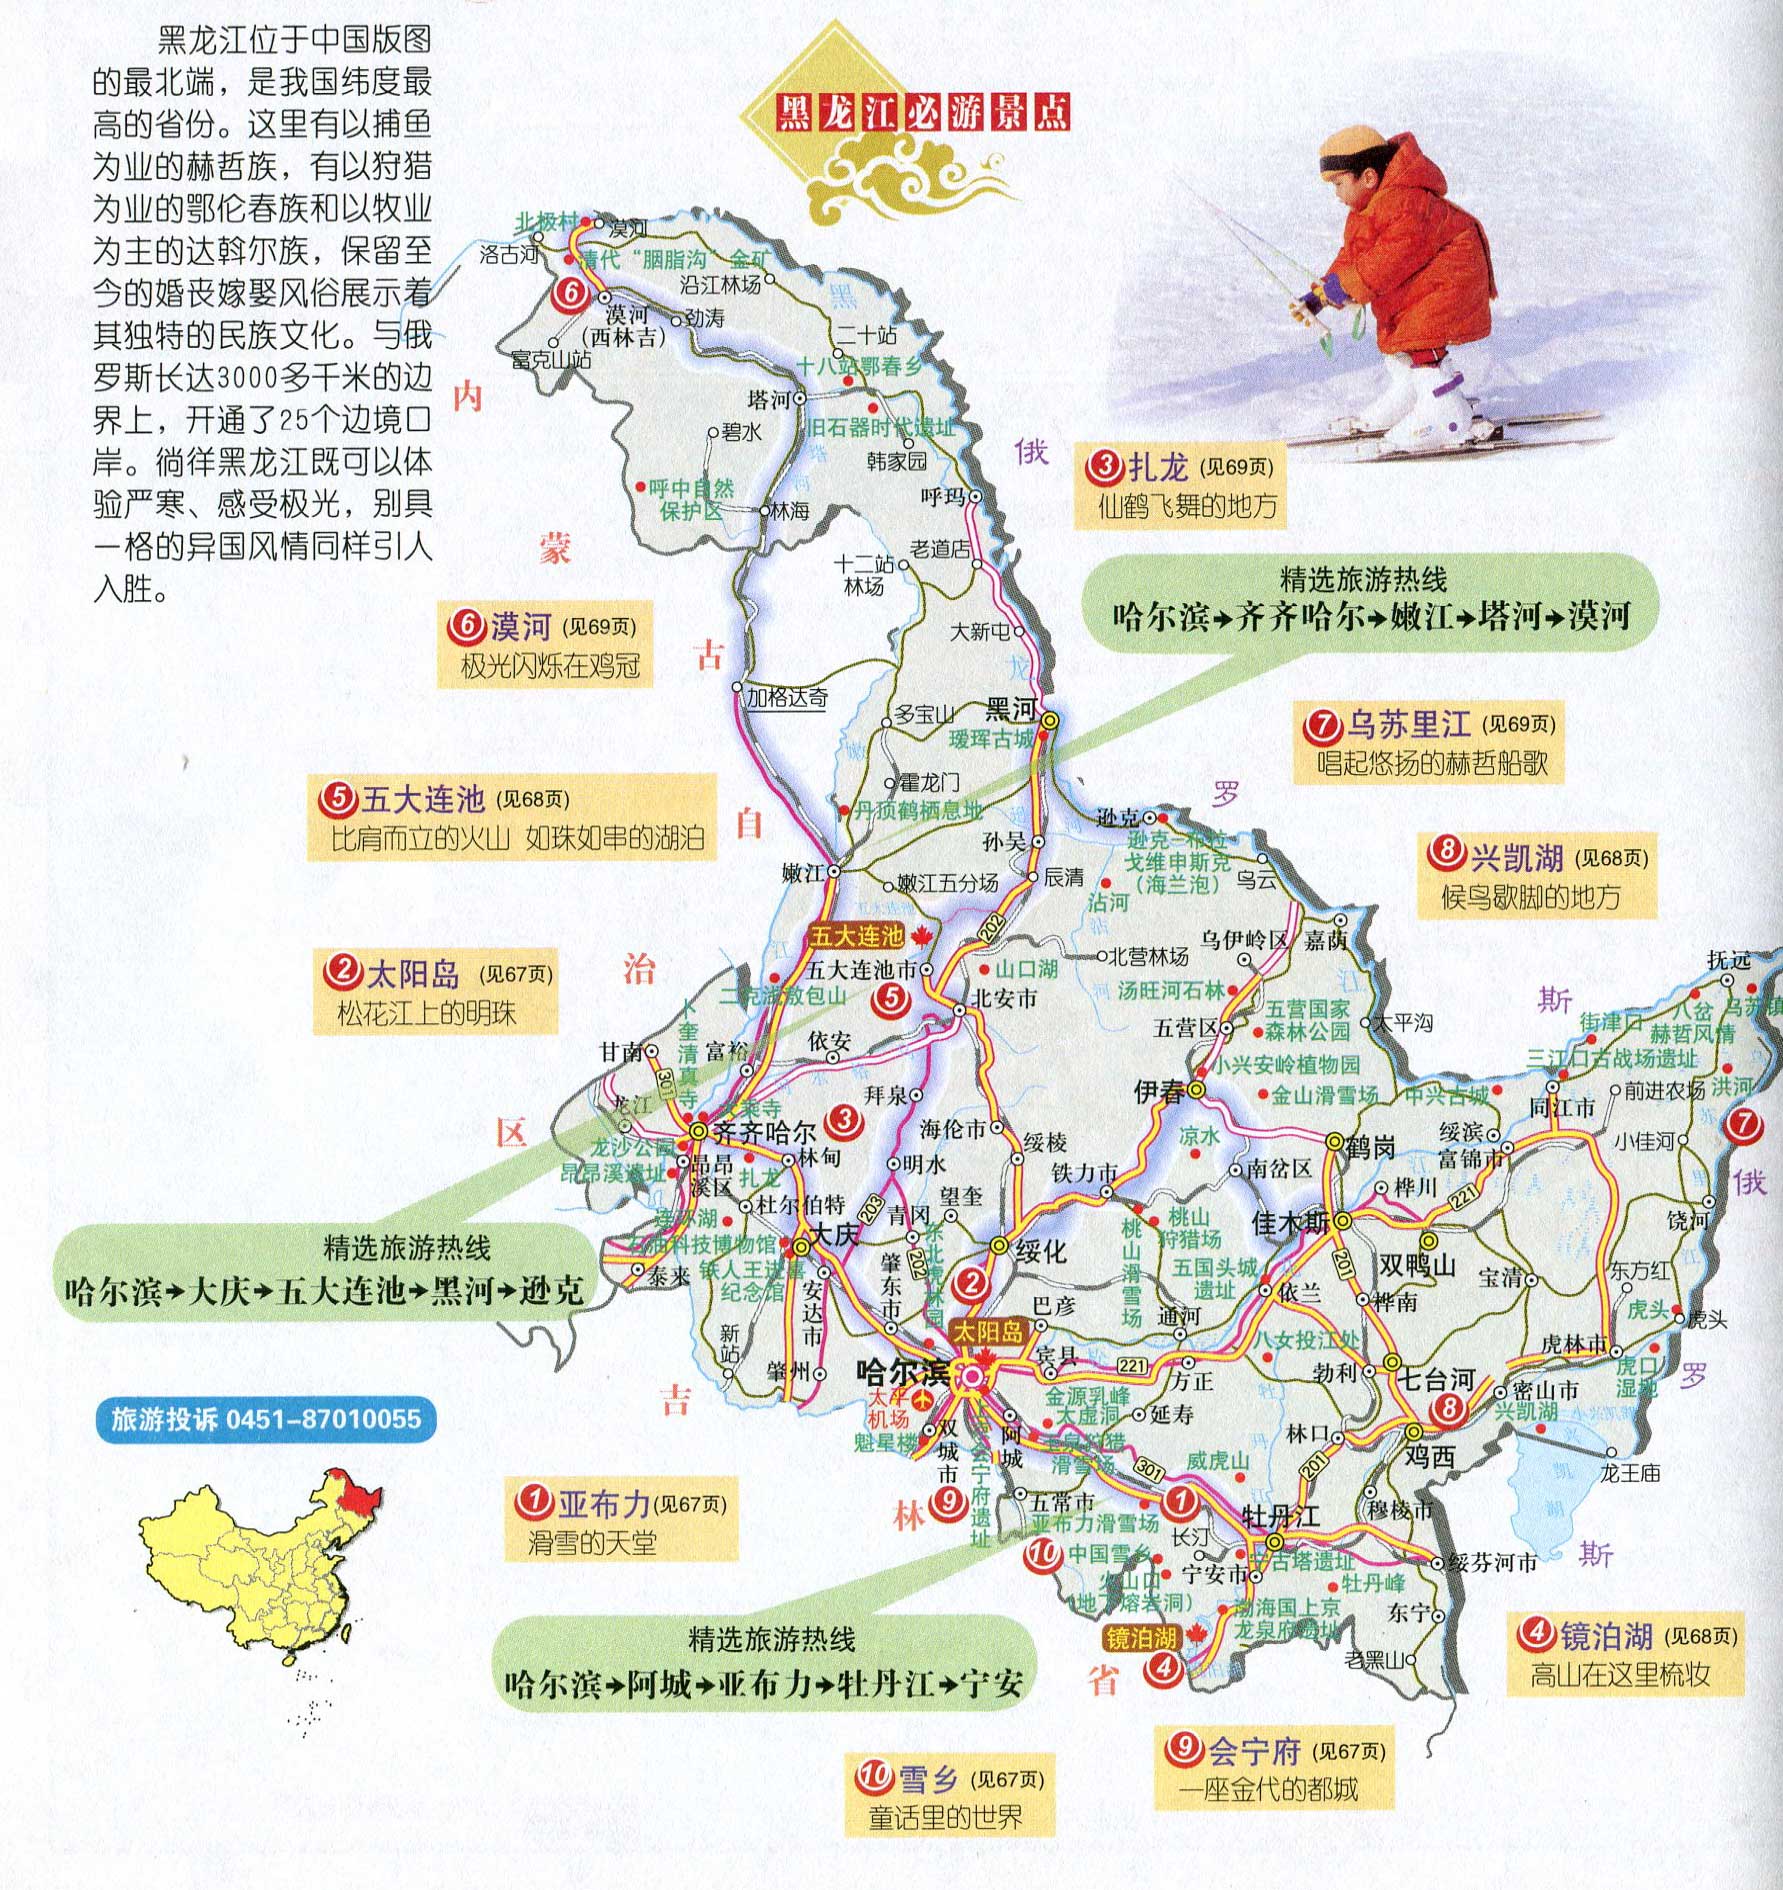 黑龙江位于中国版图
的最北端，是我国纬度最
高的省份。这里有以捕鱼
为业的赫哲族，有以狩猎
为业的鄂伦春族和以牧业
为主的达斡尔族，保留至
今的婚丧嫁娶风俗展示着
其独特的民族文化。与俄
罗斯长达3000多千米的边
界上，开通了25个边境口
岸。徜徉黑龙江既可以体
验严寒、感受极光，别具
一格的异国风情同样引人
入胜。
黑龙江必游景点
北极村
漠河
洛古河
清代“胭脂沟”金矿
沿江林场
6
漠河
(西林吉)
劲涛
富克山站
二十站
十八站鄂春乡
塔河
旧石器时代遗址
碧水
韩家园
呼中自然
保护区
林海
呼玛
老道店
十二站
林场
大新屯
内
蒙
古
自
治
区
黑
龙
江
俄
罗
斯
3 扎龙 (见69页)
仙鹤飞舞的地方
精选旅游热线
哈尔滨→齐齐哈尔→嫩江→塔河→漠河
6 漠河 (见69页)
极光闪烁在鸡冠
加格达奇
多宝山
黑河
瑷珲古城
7 乌苏里江 (见69页)
唱起悠扬的赫哲船歌
霍龙门
丹顶鹤栖息地
5 五大连池 (见68页)
比肩而立的火山 如珠如串的湖泊
逊克
孙吴
逊克—布拉
戈维申斯克
(海兰泡)
乌云
8 兴凯湖 (见68页)
候鸟歇脚的地方
嫩江
嫩江五分场
辰清
沾河
202
五大连池
乌伊岭区
嘉荫
北营林场
2 太阳岛 (见67页)
松花江上的明珠
五大连池市
5
山口湖
汤旺河石林
抚远
二克浅敖包山
北安市
五营国家
森林公园
太平沟
街津口
八岔
赫哲风情
乌苏镇
卜奎清真寺
甘南
富裕
依安
五营区
三江口古战场遗址
301
小兴安岭植物园
伊春
金山滑雪场
中兴古城
同江市
前进农场
洪河
龙江
大乘寺
拜泉
齐齐哈尔
3
海伦市
绥棱
凉水
鹤岗
绥滨
富锦市
小佳河
7
龙沙公园
昂昂溪遗址
昂昂
溪区
扎龙
林甸
明水
铁力市
南岔区
桦川
221
俄
杜尔伯特
203
望奎
青冈
连环湖
石油科技博物馆
大庆
202
东北虎林园
绥化
桃山滑雪场
桃山
狩猎场
佳木斯
双鸭山
饶河
精选旅游热线
哈尔滨→大庆→五大连池→黑河→逊克
泰来
铁人王进喜
纪念馆
安达市
肇东市
2
五国头城
遗址
依兰
201
桦南
宝清
东方红
虎头
虎头
新站
肇州
太阳岛
巴彦
通河
八女投江处
哈尔滨
宾县
221
方正
勃利
七台河
虎林市
虎口
湿地
罗
太平
机场
魁星楼
双城市
阿城
金源乳峰
太虚洞
延寿
玉泉狩猎
滑雪场
上京会宁府遗址
林口
8
鸡西
密山市
兴凯湖
兴凯湖
龙王庙
吉
林
省
旅游投诉 0451-87010055
1 亚布力 (见67页)
滑雪的天堂
9
五常市
301
威虎山
201
1
亚布力滑雪场
牡丹江
穆棱市
10
中国雪乡
长汀
宁安市
宁古塔遗址
绥芬河市
斯
火山口
(地下熔岩洞)
牡丹峰
渤海国上京
龙泉府遗址
东宁
精选旅游热线
哈尔滨→阿城→亚布力→牡丹江→宁安
镜泊湖
4
老黑山
4 镜泊湖 (见68页)
高山在这里梳妆
9 会宁府 (见67页)
一座金代的都城
10 雪乡 (见67页)
童话里的世界